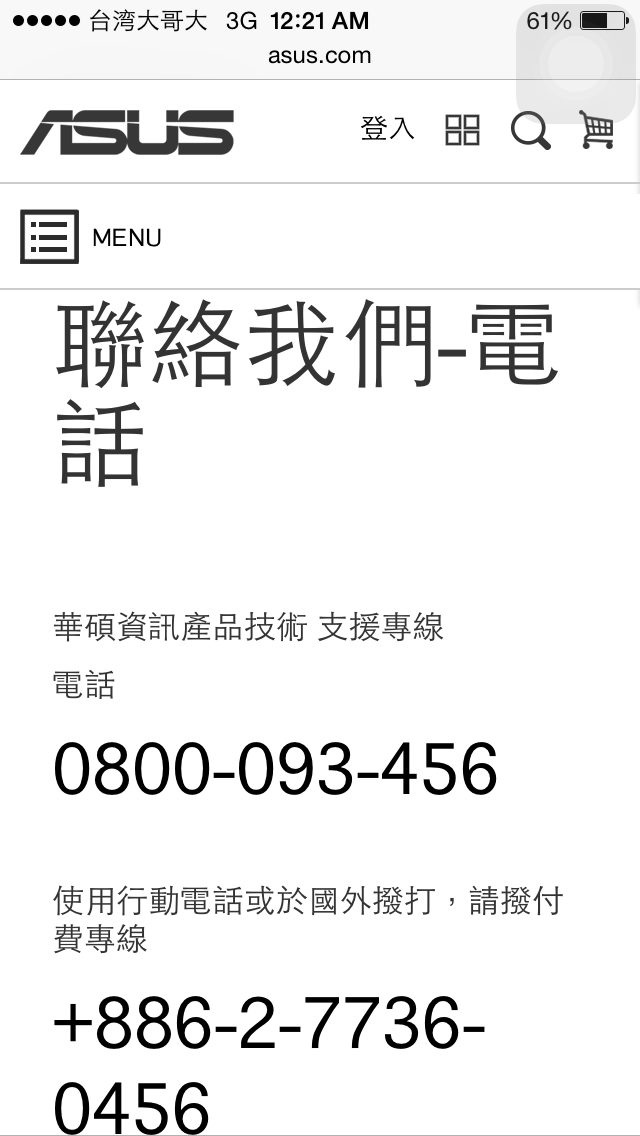 台湾大哥大 3G 12:21 AM 61%
asus.com
ASUS 登入
MENU
聯絡我們-電
話
華碩資訊產品技術 支援專線
電話
0800-093-456
使用行動電話或於國外撥打，請撥付
費專線
+886-2-7736-
0456